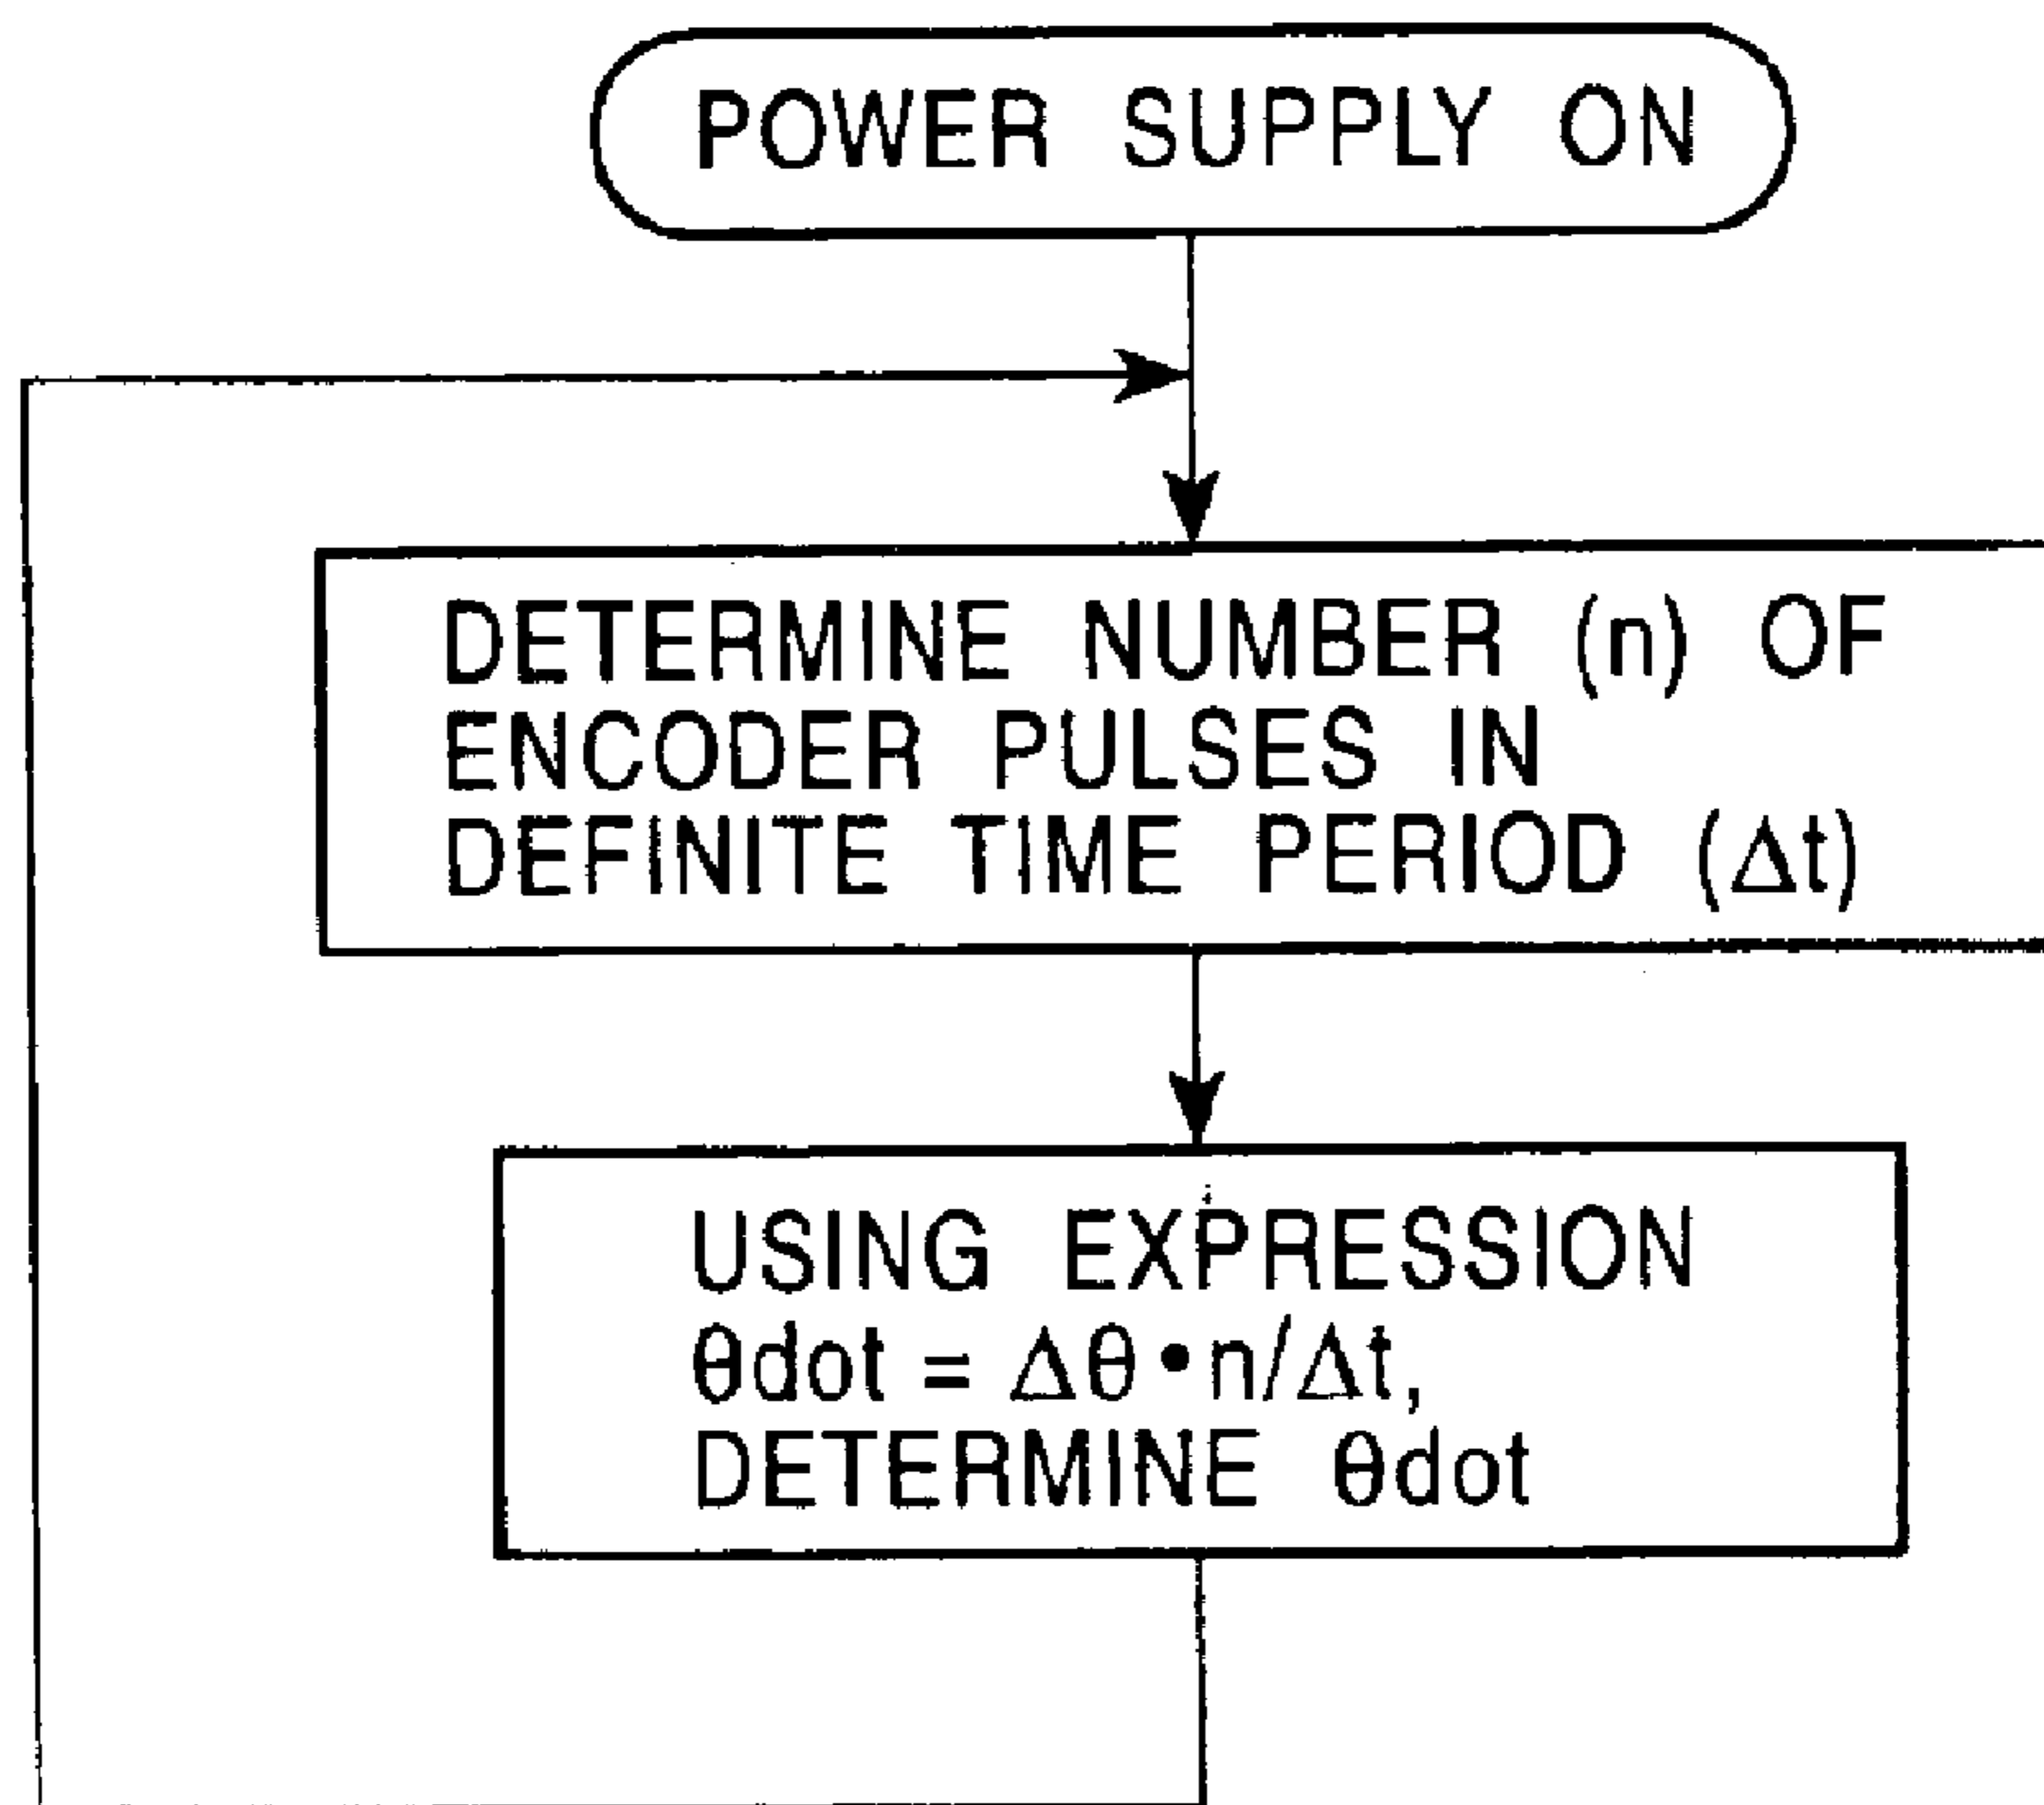 POWER SUPPLY ON
DETERMINE NUMBER (n) OF
ENCODER PULSES IN
DEFINITE TIME PERIOD (Δt)
USING EXPRESSION
θdot = Δθ•n/Δt,
DETERMINE θdot